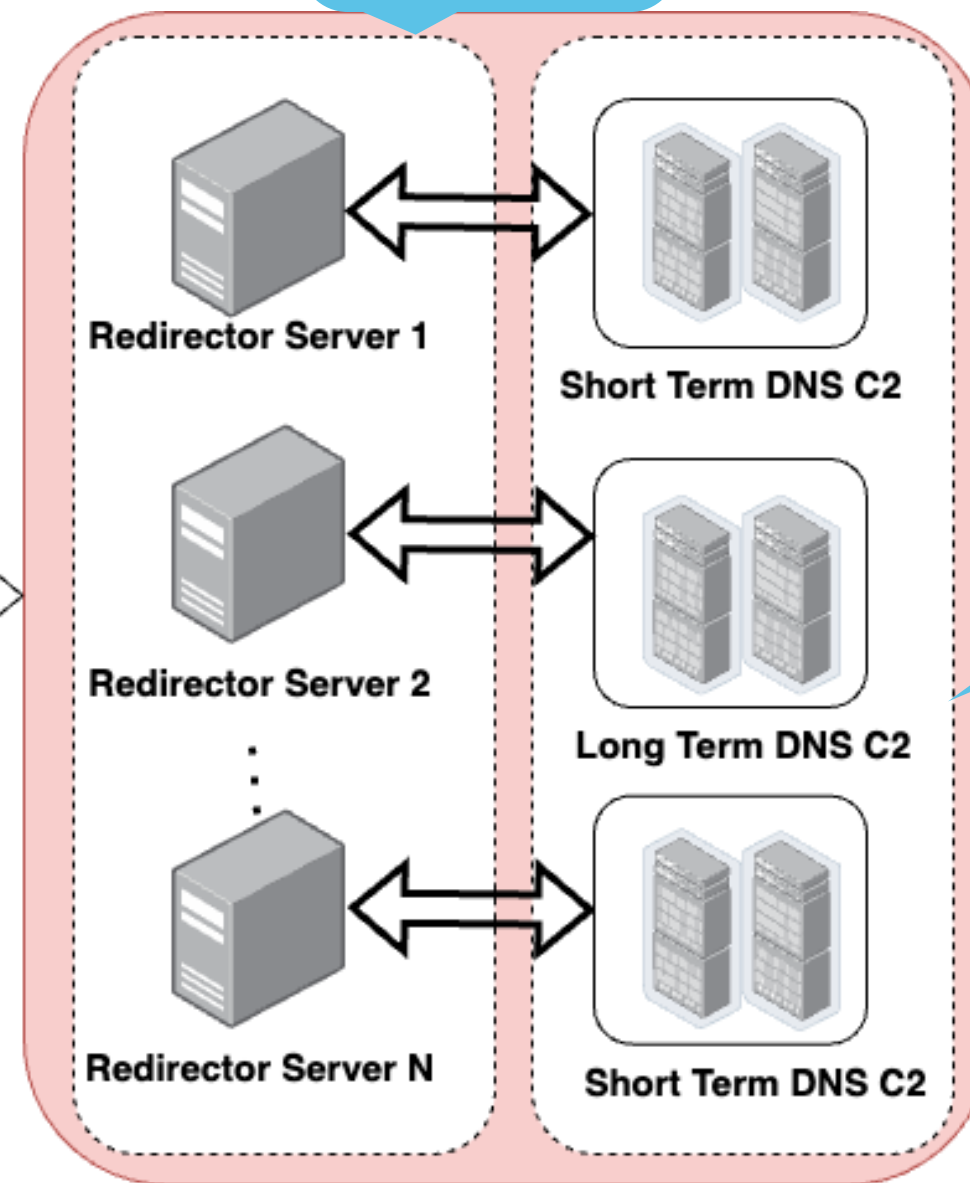 Redirector Server 1
Short Term DNS C2
Redirector Server 2
Long Term DNS C2
Redirector Server N
Short Term DNS C2